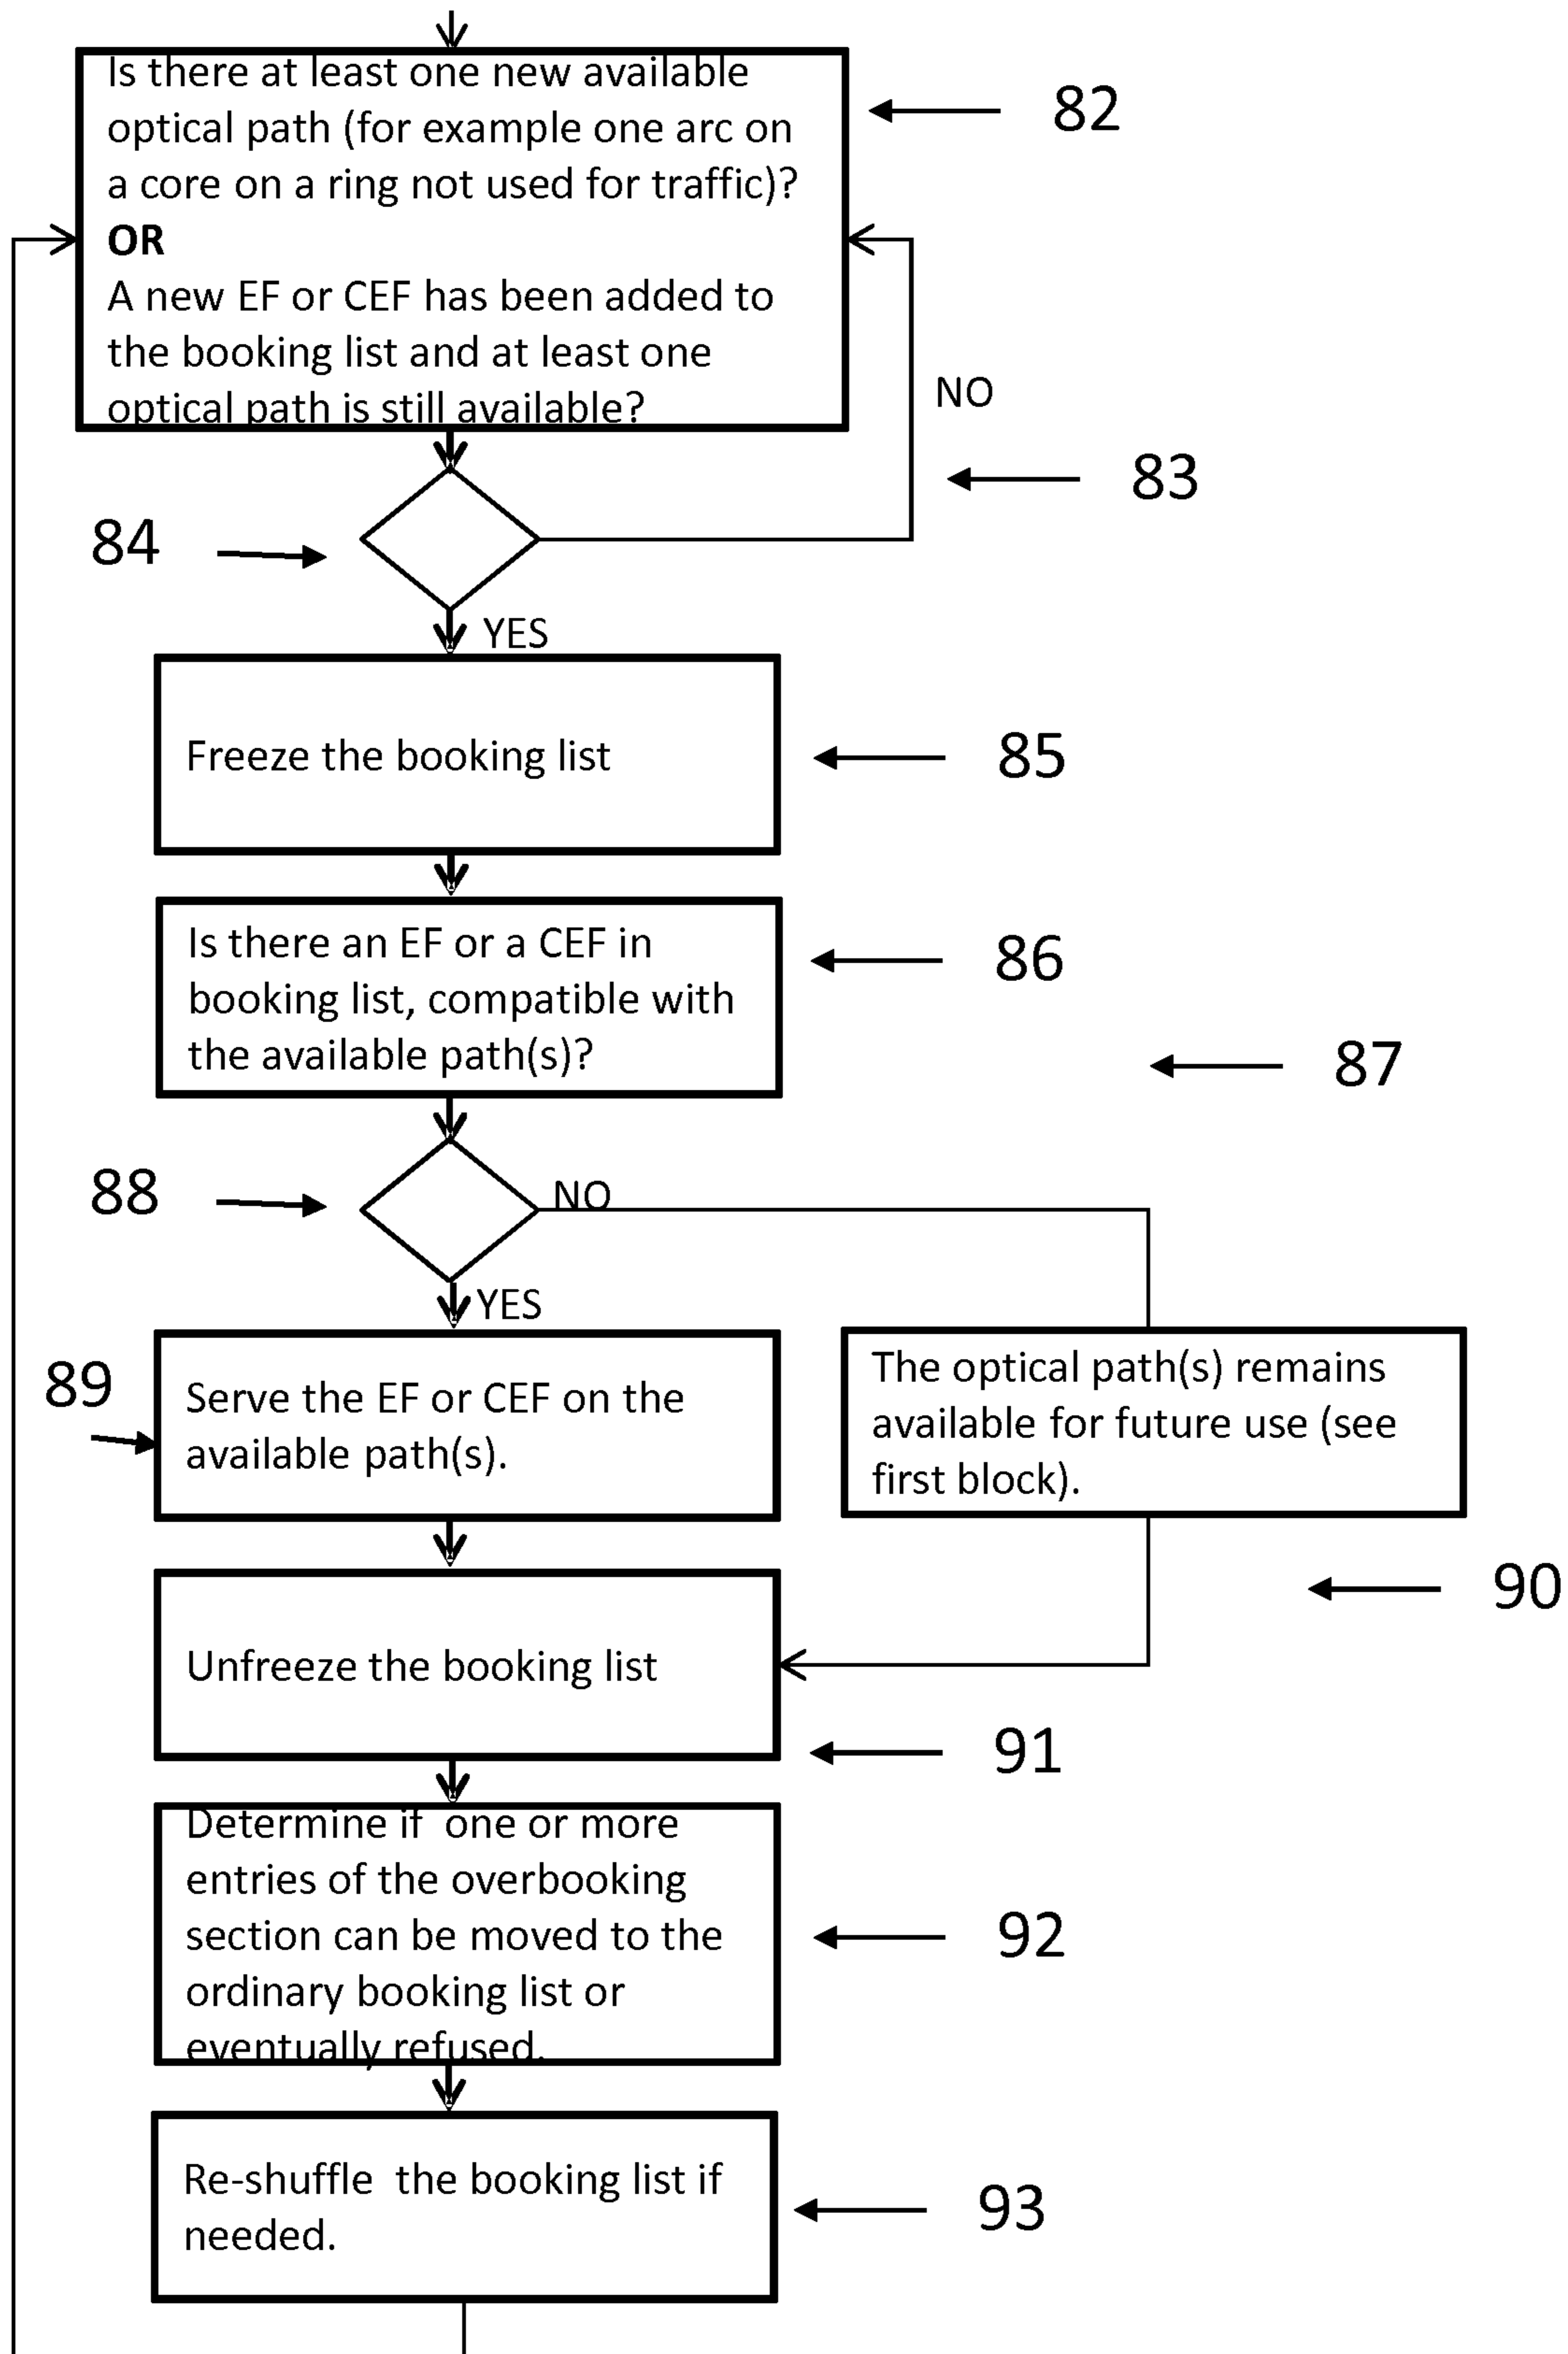 Is there at least one new available
optical path (for example one arc on
a core on a ring not used for traffic)?
OR
A new EF or CEF has been added to
the booking list and at least one
optical path is still available?
82
NO
83
84
YES
Freeze the booking list
85
Is there an EF or a CEF in
booking list, compatible with
the available path(s)?
86
87
88
NO
YES
89
Serve the EF or CEF on the
available path(s).
The optical path(s) remains
available for future use (see
first block).
90
Unfreeze the booking list
91
Determine if one or more
entries of the overbooking
section can be moved to the
ordinary booking list or
eventually refused.
92
Re-shuffle the booking list if
needed.
93